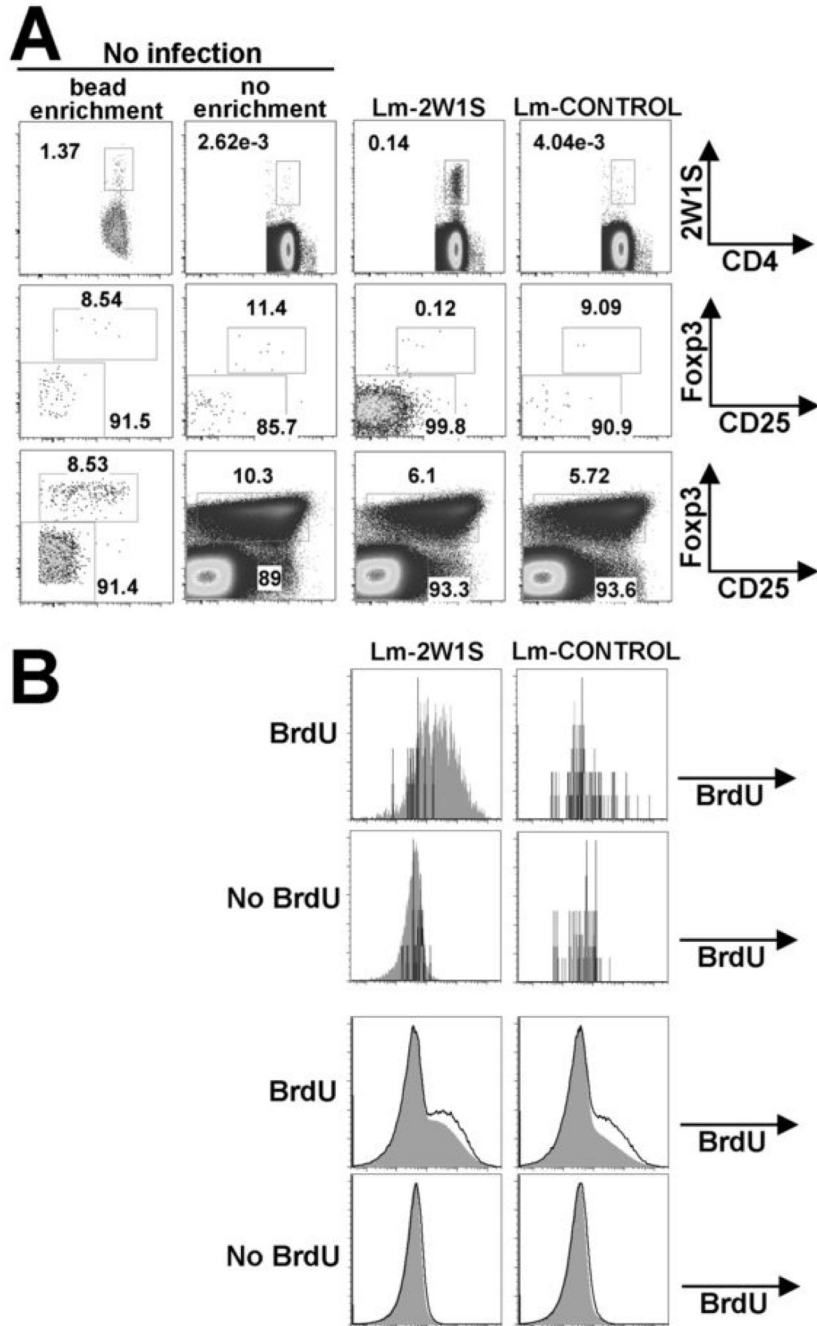 A
No infection
bead enrichment
no enrichment
Lm-2W1S
Lm-CONTROL
1.37
2.62e-3
0.14
4.04e-3
2W1S
CD4
8.54
11.4
0.12
9.09
91.5
85.7
99.8
90.9
Foxp3
CD25
8.53
10.3
6.1
5.72
91.4
89
93.3
93.6
Foxp3
CD25
B
Lm-2W1S
Lm-CONTROL
BrdU
BrdU
No BrdU
BrdU
BrdU
BrdU
No BrdU
BrdU